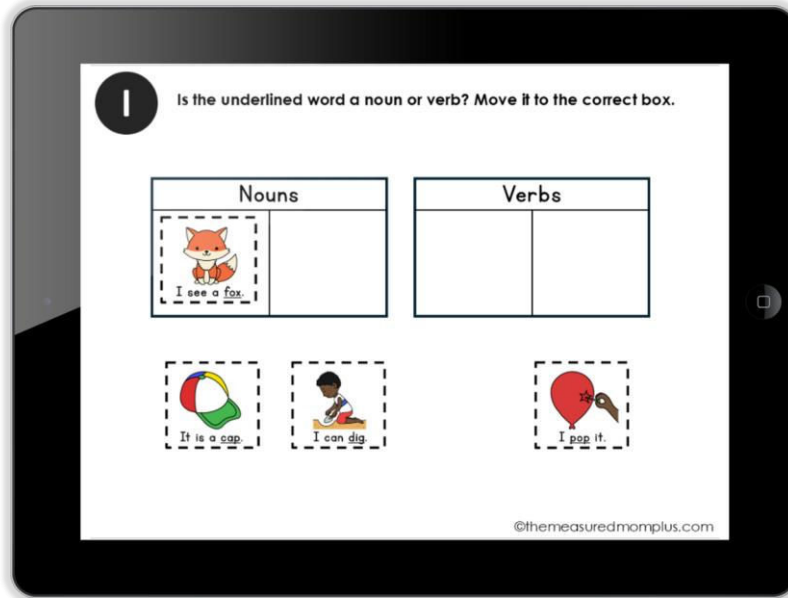 1
Is the underlined word a noun or verb? Move it to the correct box.
Nouns
Verbs
I see a fox.
It is a cap.
I can dig.
I pop it.
©themeasuredmomplus.com